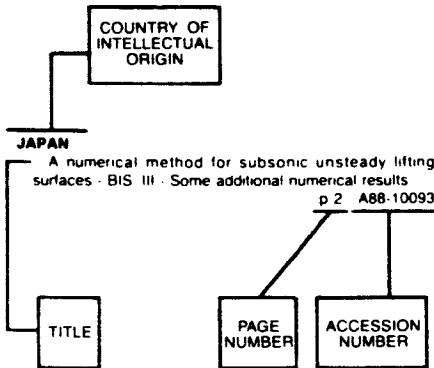 COUNTRY OF
INTELLECTUAL
ORIGIN
JAPAN
A numerical method for subsonic unsteady lifting
surfaces - BIS III - Some additional numerical results
p 2 A88-10093
TITLE
PAGE
NUMBER
ACCESSION
NUMBER